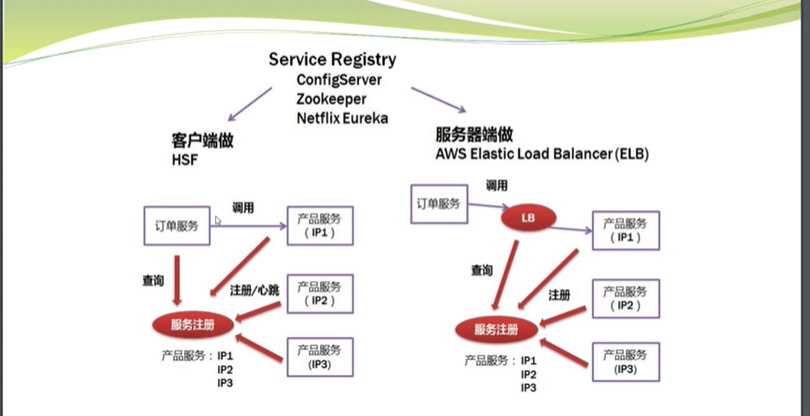 Service Registry
ConfigServer
Zookeeper
Netflix Eureka
客户端做
HSF
订单服务
调用
产品服务
（IP1）
查询
注册/心跳
产品服务
（IP2）
服务注册
产品服务：IP1
IP2
IP3
产品服务
(IP3)
服务器端做
AWS Elastic Load Balancer(ELB)
订单服务
调用
LB
产品服务
（IP1）
查询
注册
产品服务
（IP2）
服务注册
产品服务：IP1
IP2
IP3
产品服务
(IP3)